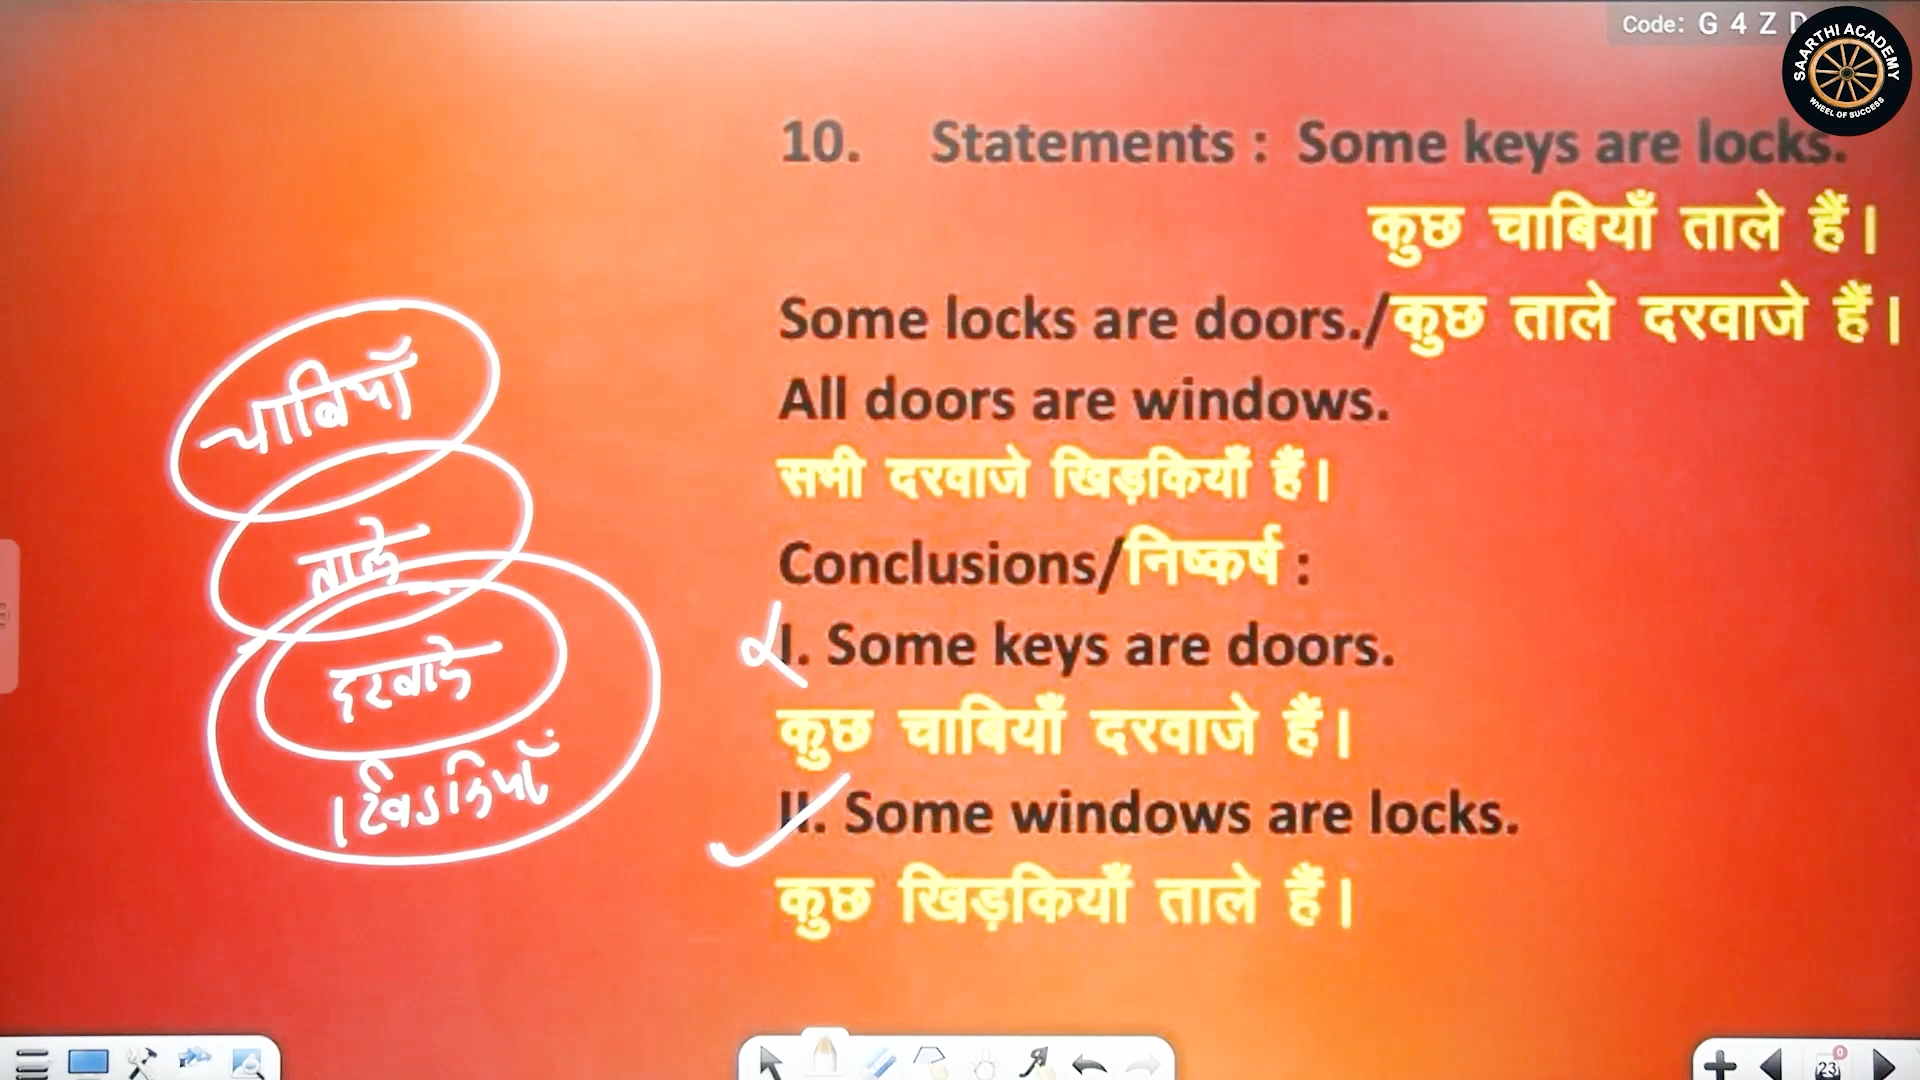 Code: G 4 Z
SAARTHI ACADEMY
WHEEL OF SUCCESS
10. Statements : Some keys are locks.
कुछ चाबियाँ ताले हैं।
Some locks are doors./कुछ ताले दरवाजे हैं।
All doors are windows.
सभी दरवाजे खिड़कियाँ हैं।
Conclusions/निष्कर्ष :
I. Some keys are doors.
कुछ चाबियाँ दरवाजे हैं।
II. Some windows are locks.
कुछ खिड़कियाँ ताले हैं।
चाबियाँ
ताले
दरवाजे
खिडकियाँ
23
0